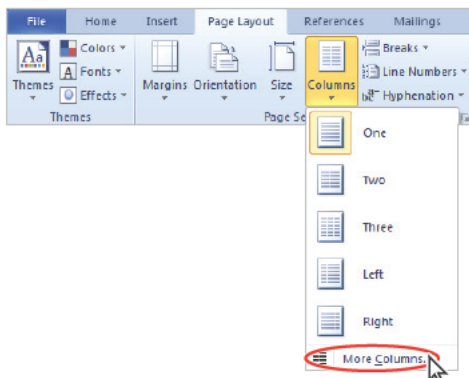 File Home Insert Page Layout References Mailings
Aa Colors Breaks
A Fonts Line Numbers
Themes Effects Margins Orientation Size Columns Hyphenation
Themes Page Se
One
Two
Three
Left
Right
More Columns..